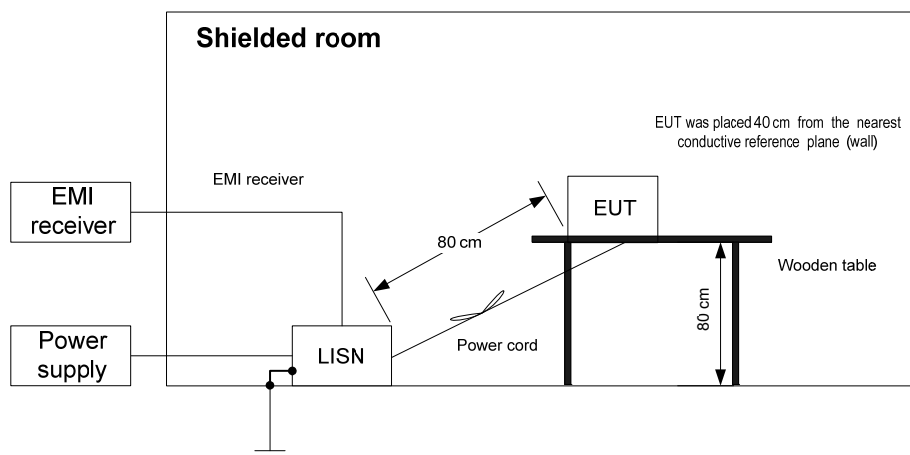 Shielded room
EUT was placed 40 cm from the nearest
conductive reference plane (wall)
EMI receiver
EMI
receiver
EUT
80 cm
Wooden table
80 cm
Power cord
LISN
Power
supply